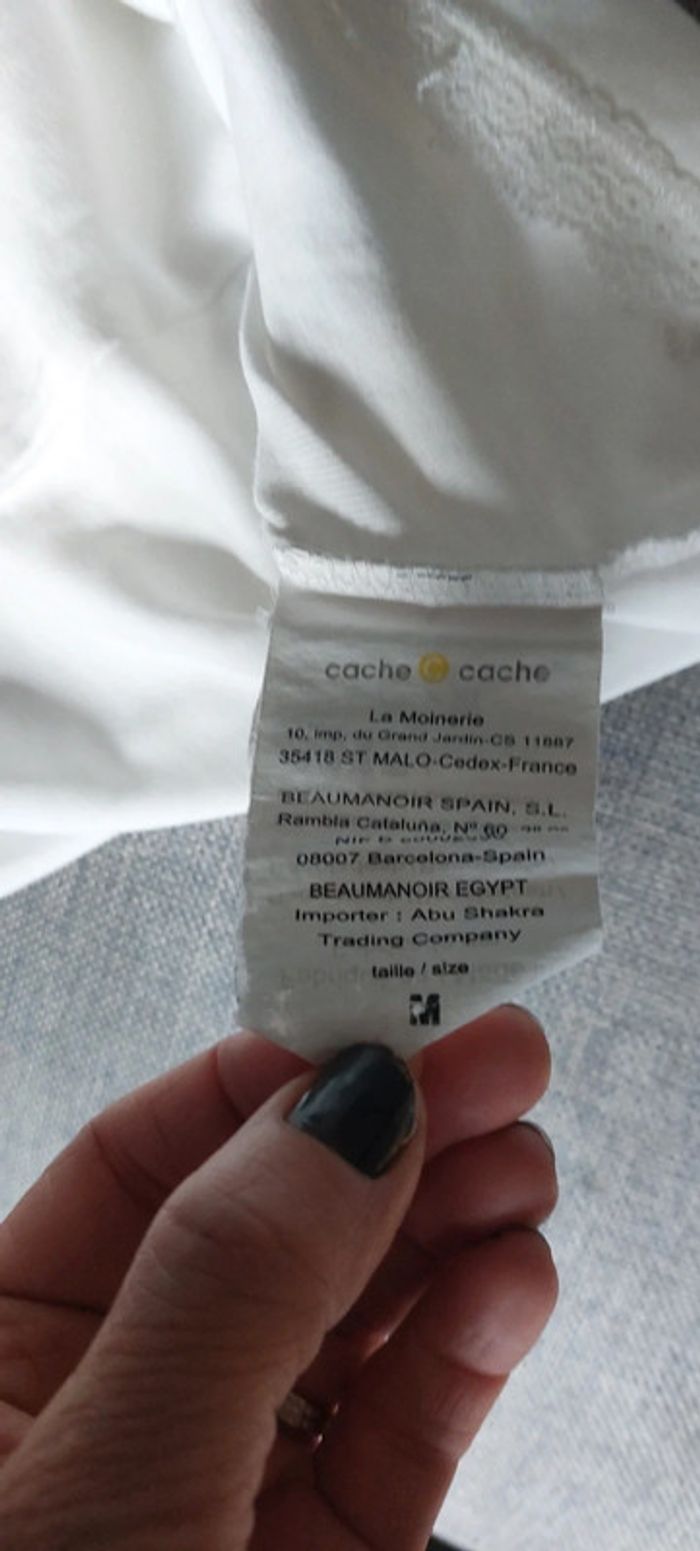 cache cache
La Moinerie
10, imp. du Grand Jardin-CS 11887
35418 ST MALO-Cedex-France
BEAUMANOIR SPAIN, S.L.
Rambla Cataluña, Nº 60
NIF
08007 Barcelona-Spain
BEAUMANOIR EGYPT
Importer : Abu Shakra
Trading Company
taille / size
M